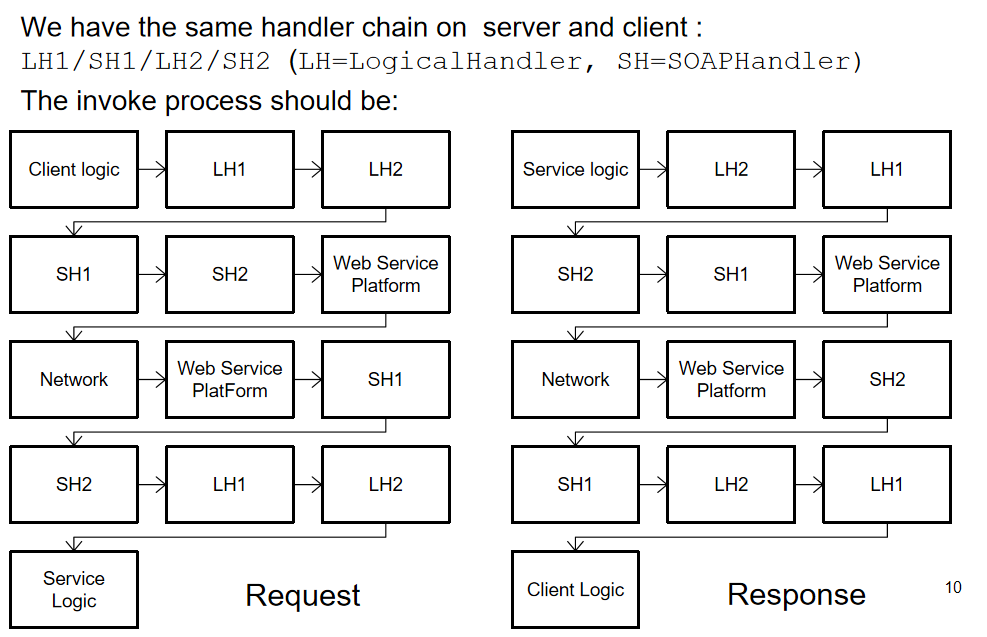 We have the same handler chain on server and client :
LH1/SH1/LH2/SH2 (LH=LogicalHandler, SH=SOAPHandler)
The invoke process should be:
Client logic
LH1
LH2
SH1
SH2
Web Service
Platform
Network
Web Service
PlatForm
SH1
SH2
LH1
LH2
Service
Logic
Request
Service logic
LH2
LH1
SH2
SH1
Web Service
Platform
Network
Web Service
Platform
SH2
SH1
LH2
LH1
Client Logic
Response
10